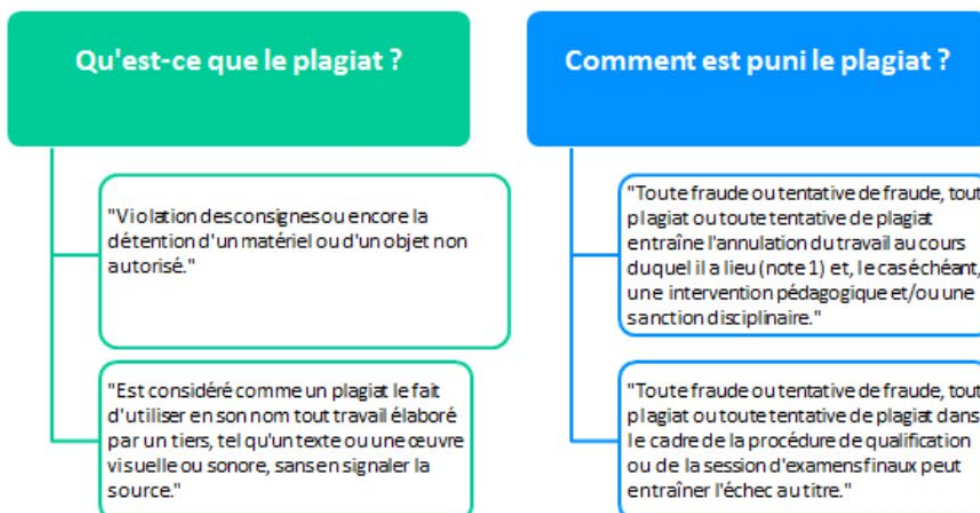 Qu'est-ce que le plagiat ?
"Violation des consignes ou encore la
détention d'un matériel ou d'un objet non
autorisé."
"Est considéré comme un plagiat le fait
d'utiliser en son nom tout travail élaboré
par un tiers, tel qu'un texte ou une œuvre
visuelle ou sonore, sans en signaler la
source."
Comment est puni le plagiat ?
"Toute fraude ou tentative de fraude, tout
plagiat ou toute tentative de plagiat
entraîne l'annulation du travail au cours
duquel il a lieu (note 1) et, le cas échéant,
une intervention pédagogique et/ou une
sanction disciplinaire."
"Toute fraude ou tentative de fraude, tout
plagiat ou toute tentative de plagiat dans
le cadre de la procédure de qualification
ou de la session d'examens finaux peut
entraîner l'échec au titre."